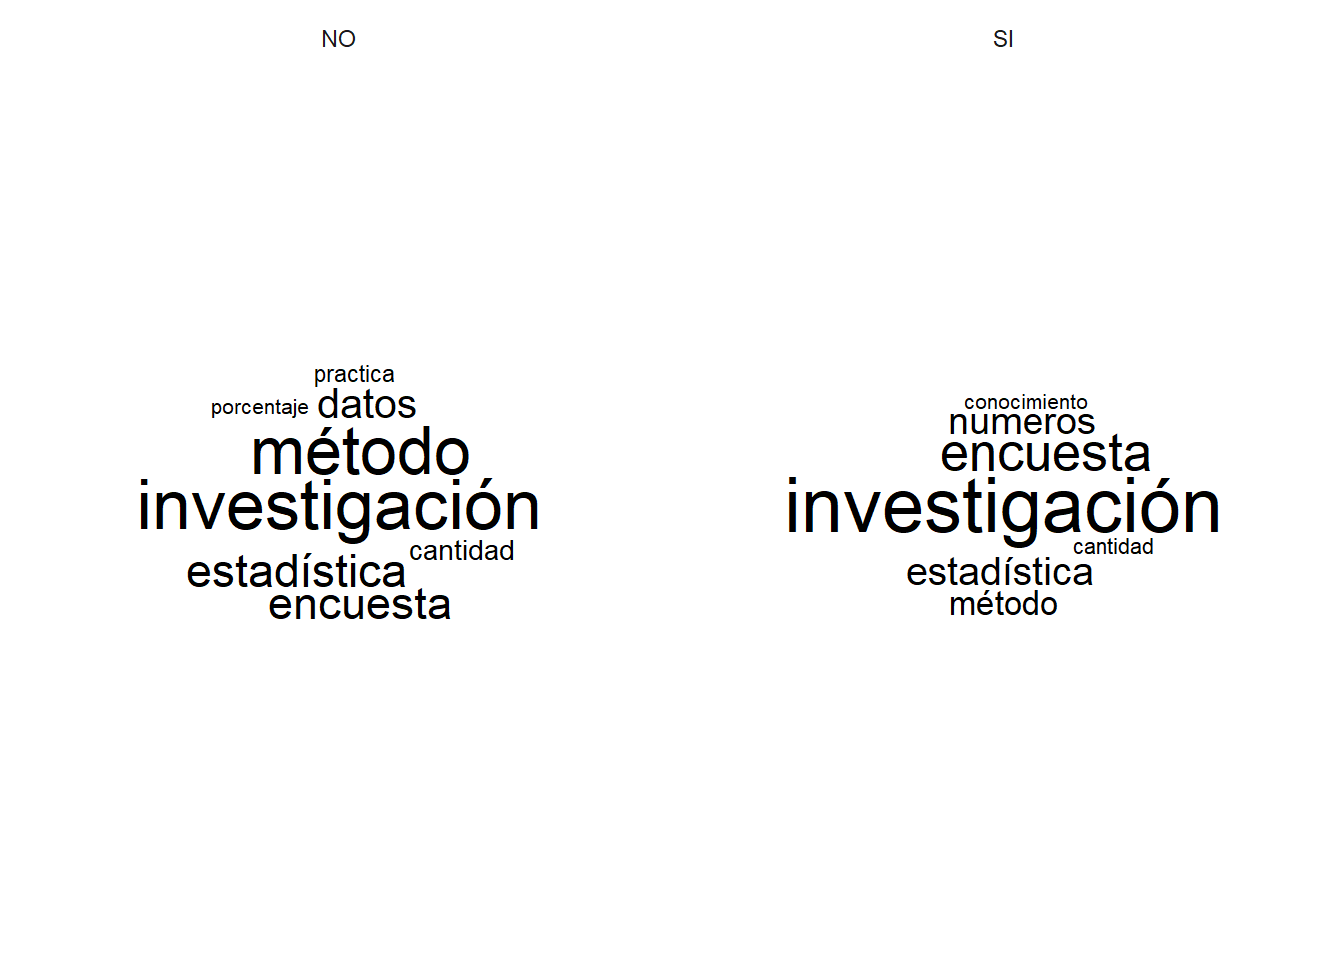 NO
practica
porcentaje datos
método
investigación
cantidad
estadística
encuesta
SI
conocimiento
numeros
encuesta
investigación
cantidad
estadística
método